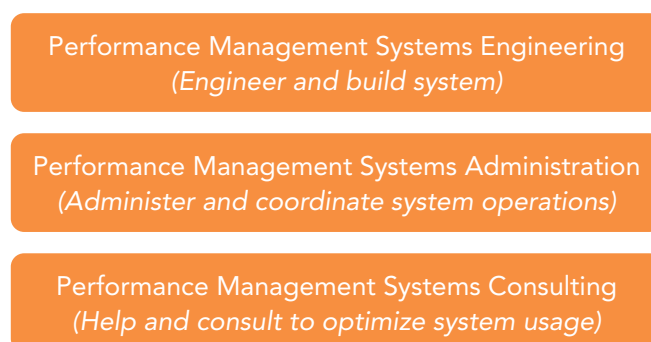 Performance Management Systems Engineering
(Engineer and build system)
Performance Management Systems Administration
(Administer and coordinate system operations)
Performance Management Systems Consulting
(Help and consult to optimize system usage)